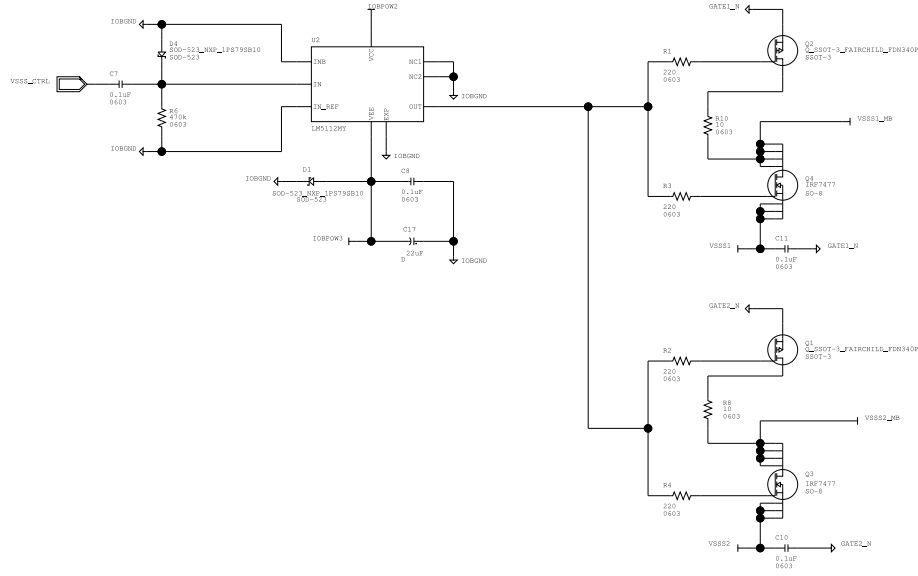 IOBPOW2
IOBGND
U2
D4
SOD-523_NXP_1PS79SB10
SOD-523
VSSS_CTRL
C7
0.1uF
0603
R6
470k
0603
IOBGND
INB
IN
IN_REF
VCC
NC1
NC2
OUT
VEE
EXP
LM5112MY
IOBGND
IOBGND
D1
IOBGND
SOD-523_NXP_1PS79SB10
SOD-523
C8
0.1uF
0603
IOBPOW3
C17
22uF
D
IOBGND
GATE1_N
Q2
Q_SSOT-3_FAIRCHILD_FDN340P
SSOT-3
R1
220
0603
R10
10
0603
VSSS1_MB
R3
220
0603
Q4
IRF7477
SO-8
VSSS1
C11
0.1uF
0603
GATE1_N
GATE2_N
Q1
Q_SSOT-3_FAIRCHILD_FDN340P
SSOT-3
R2
220
0603
R8
10
0603
VSSS2_MB
R4
220
0603
Q3
IRF7477
SO-8
VSSS2
C10
0.1uF
0603
GATE2_N